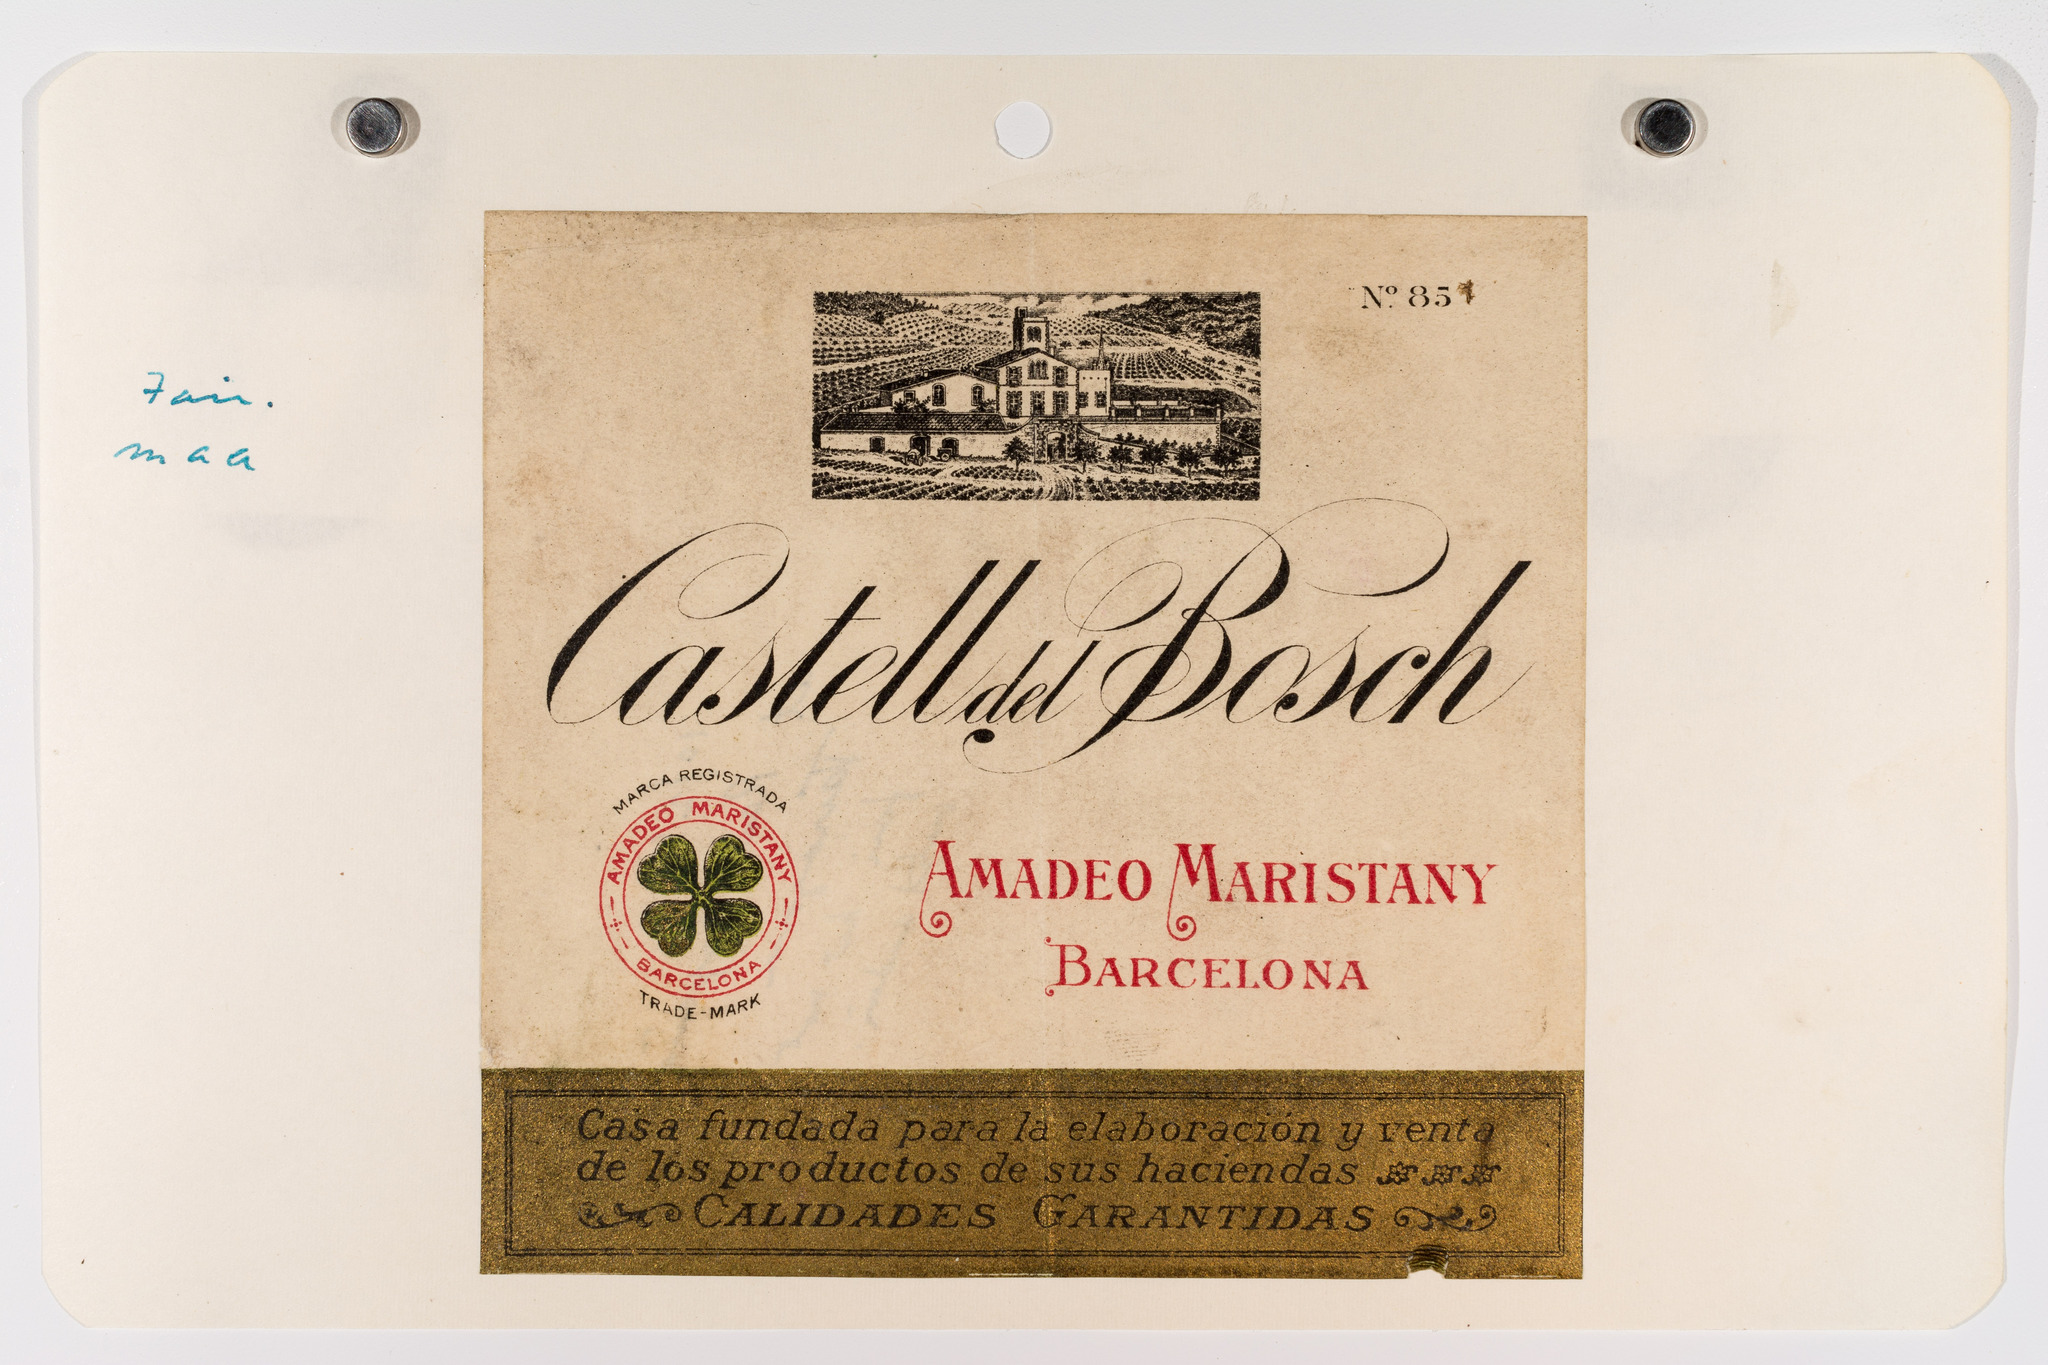 Fair.
maa
Nº 857
Castell del Bosch
MARCA REGISTRADA
AMADEO MARISTANY
BARCELONA
TRADE-MARK
AMADEO MARISTANY
BARCELONA
Casa fundada para la elaboración y venta
de los productos de sus haciendas
CALIDADES GARANTIDAS